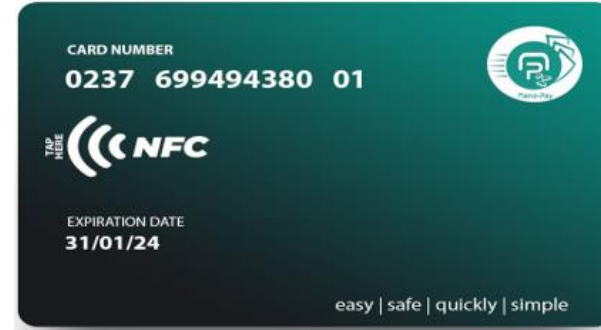 CARD NUMBER
0237 699494380 01
TAP
HERE
NFC
EXPIRATION DATE
31/01/24
easy | safe | quickly | simple